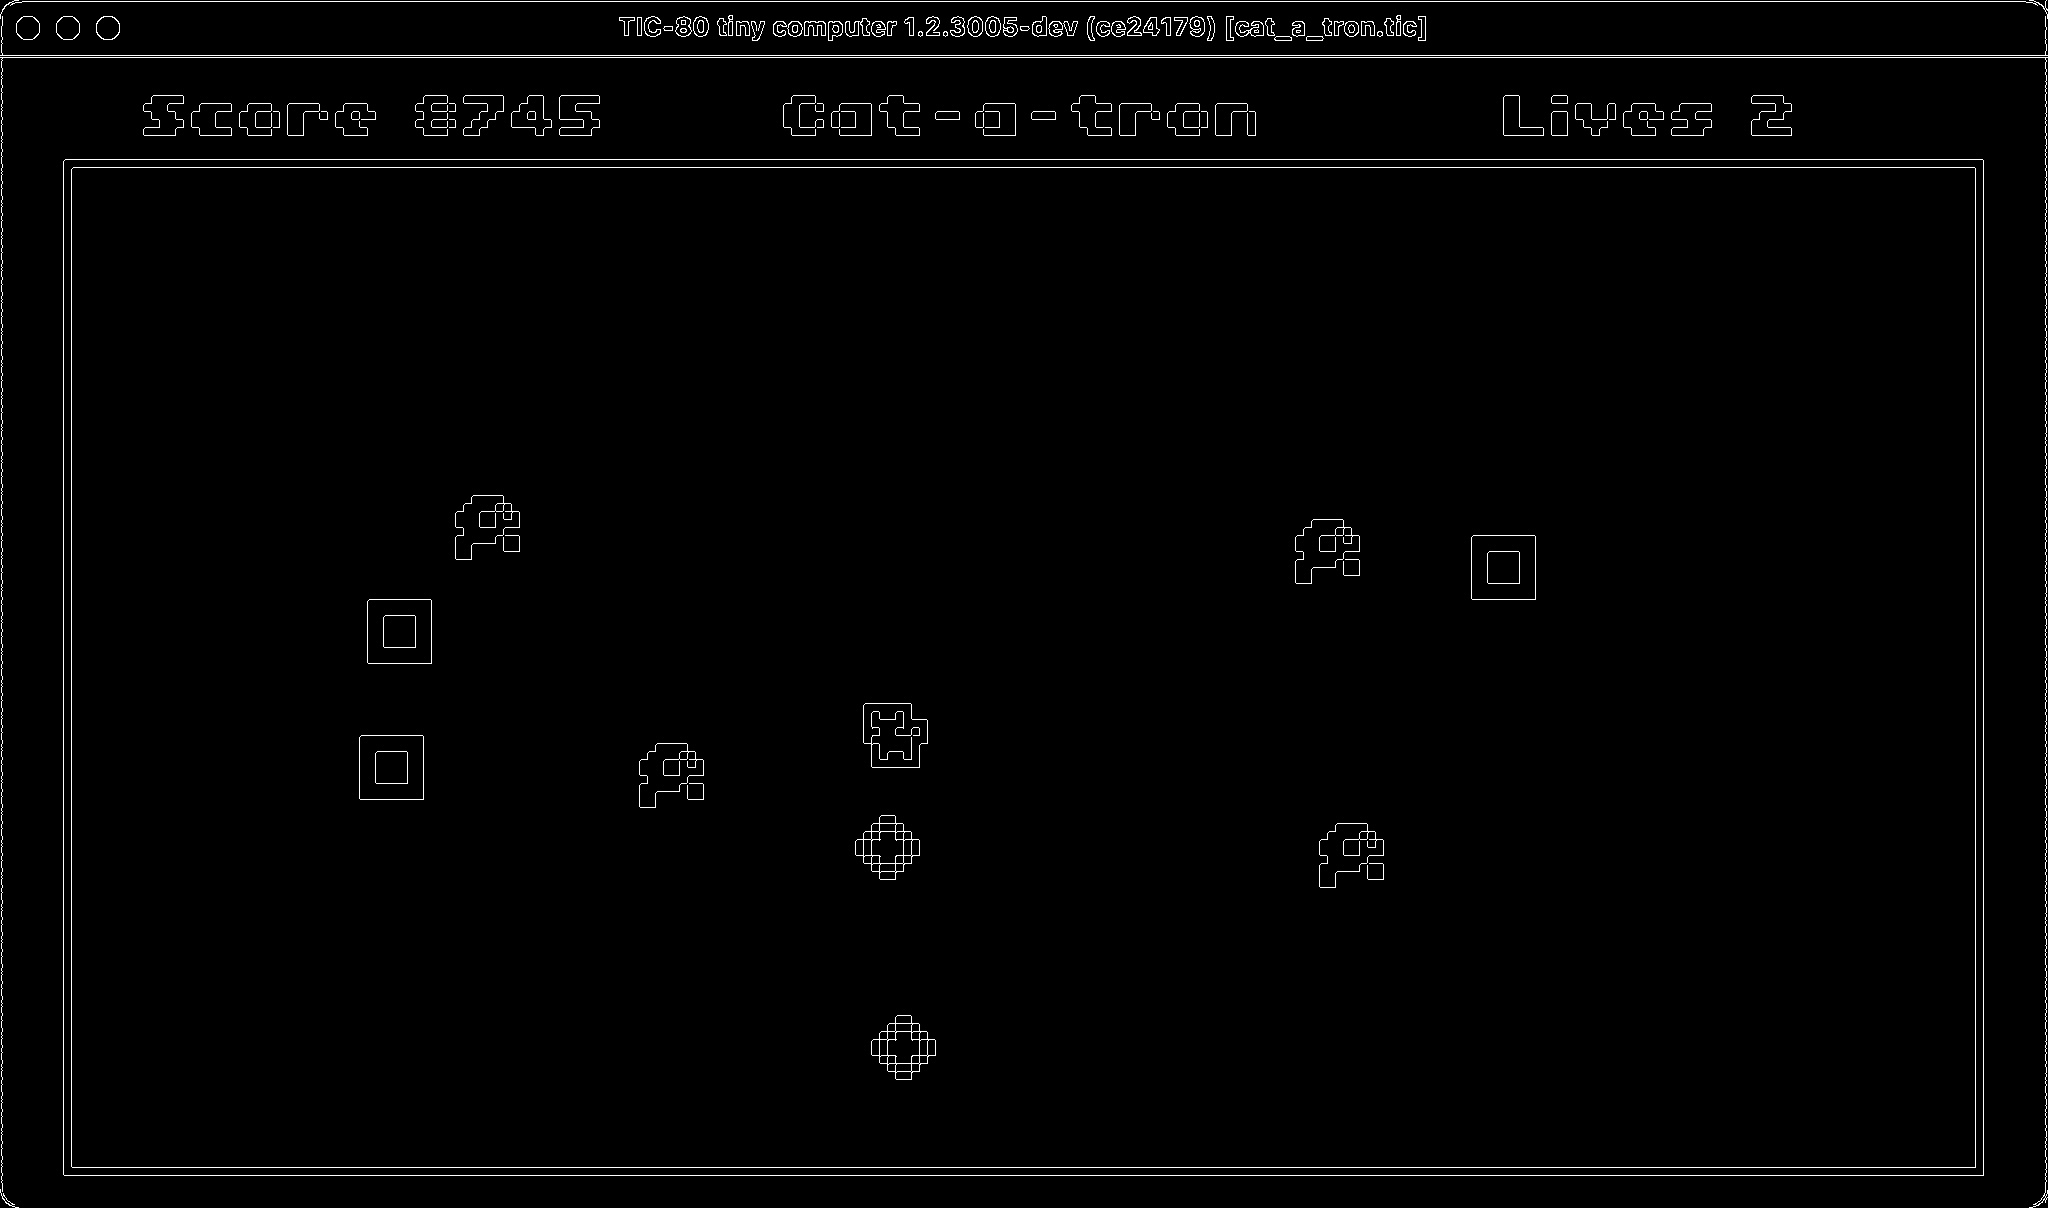 TIC-80 tiny computer 1.2.3005-dev (ce24179) [cat_a_tron.tic]
Score 8745 Cat-a-tron Lives 2